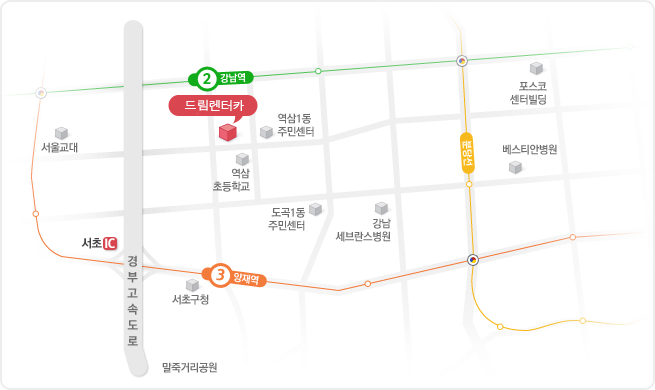 2 강남역
드림렌터카
포스코
센터빌딩
역삼1동
주민센터
서울교대
분당선
베스티안병원
역삼
초등학교
도곡1동
주민센터
강남
세브란스병원
서초 IC
경부고속도로
3 양재역
서초구청
말죽거리공원